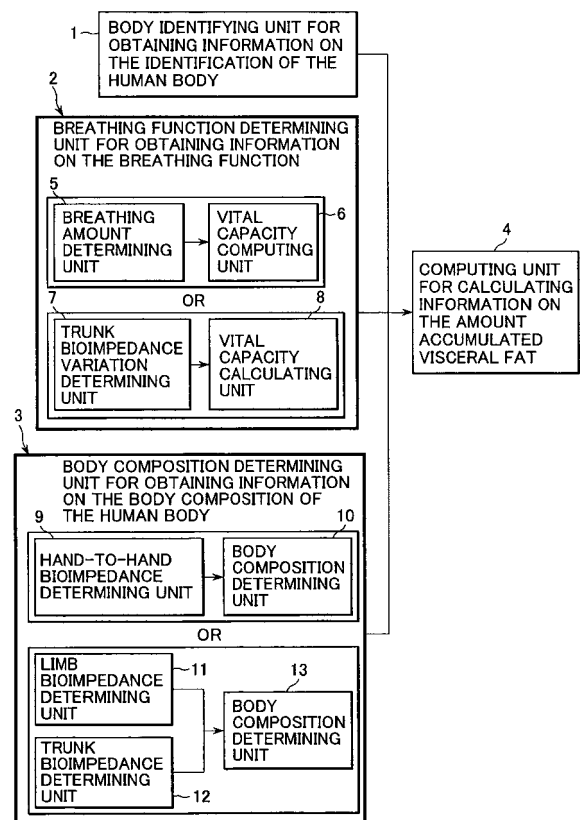 1
BODY IDENTIFYING UNIT FOR
OBTAINING INFORMATION ON
THE IDENTIFICATION OF THE
HUMAN BODY
2
BREATHING FUNCTION DETERMINING
UNIT FOR OBTAINING INFORMATION
ON THE BREATHING FUNCTION
5
BREATHING
AMOUNT
DETERMINING
UNIT
6
VITAL
CAPACITY
COMPUTING
UNIT
OR
7
TRUNK
BIOIMPEDANCE
VARIATION
DETERMINING
UNIT
8
VITAL
CAPACITY
CALCULATING
UNIT
4
COMPUTING UNIT
FOR CALCULATING
INFORMATION ON
THE AMOUNT
ACCUMULATED
VISCERAL FAT
3
BODY COMPOSITION DETERMINING
UNIT FOR OBTAINING INFORMATION
ON THE BODY COMPOSITION OF
THE HUMAN BODY
9
HAND-TO-HAND
BIOIMPEDANCE
DETERMINING UNIT
10
BODY
COMPOSITION
DETERMINING
UNIT
OR
LIMB
BIOIMPEDANCE
DETERMINING
UNIT
11
TRUNK
BIOIMPEDANCE
DETERMINING
UNIT
12
13
BODY
COMPOSITION
DETERMINING
UNIT